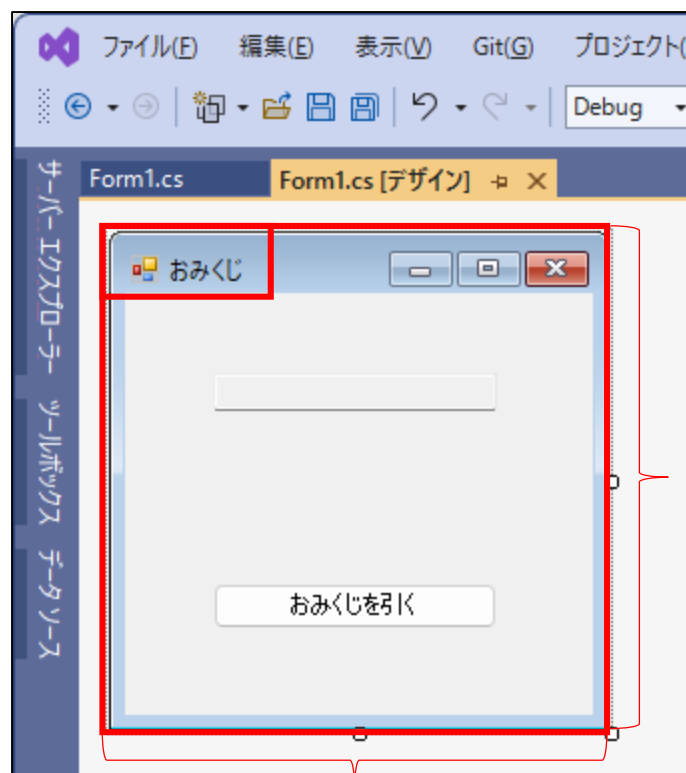 ファイル(F) 編集(E) 表示(V) Git(G) プロジェクト(
Debug
サーバー エクスプローラー
ツールボックス
データ ソース
Form1.cs
Form1.cs [デザイン]
おみくじ
おみくじを引く